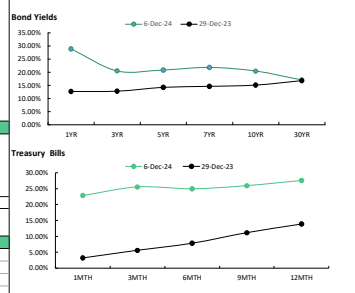 Bond Yields
6-Dec-24 29-Dec-23
35.00%
30.00%
25.00%
20.00%
15.00%
10.00%
5.00%
0.00%
1YR 3YR 5YR 7YR 10YR 30YR
Treasury Bills
6-Dec-24 29-Dec-23
30.00%
25.00%
20.00%
15.00%
10.00%
5.00%
0.00%
1MTH 3MTH 6MTH 9MTH 12MTH